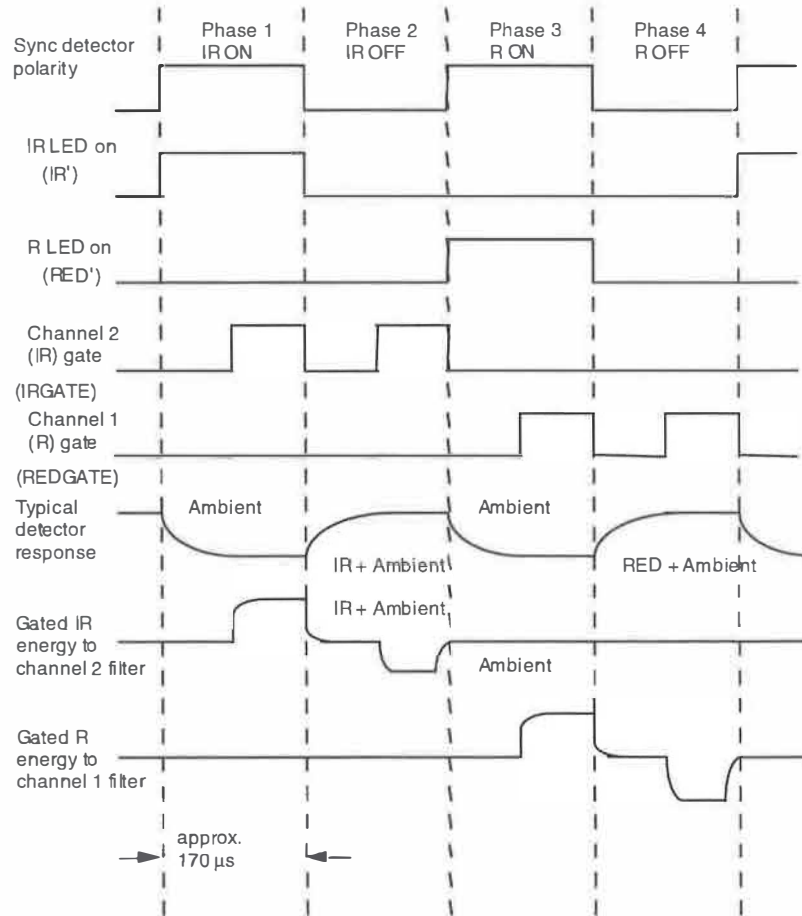 Phase 1
IR ON
Phase 2
IR OFF
Phase 3
R ON
Phase 4
R OFF
Sync detector
polarity
IR LED on
(IR')
R LED on
(RED')
Channel 2
(IR) gate
(IRGATE)
Channel 1
(R) gate
(REDGATE)
Typical
detector
response
Ambient
Ambient
IR + Ambient
RED + Ambient
IR + Ambient
Gated IR
energy to
channel 2 filter
Ambient
Gated R
energy to
channel 1 filter
approx.
170 µs